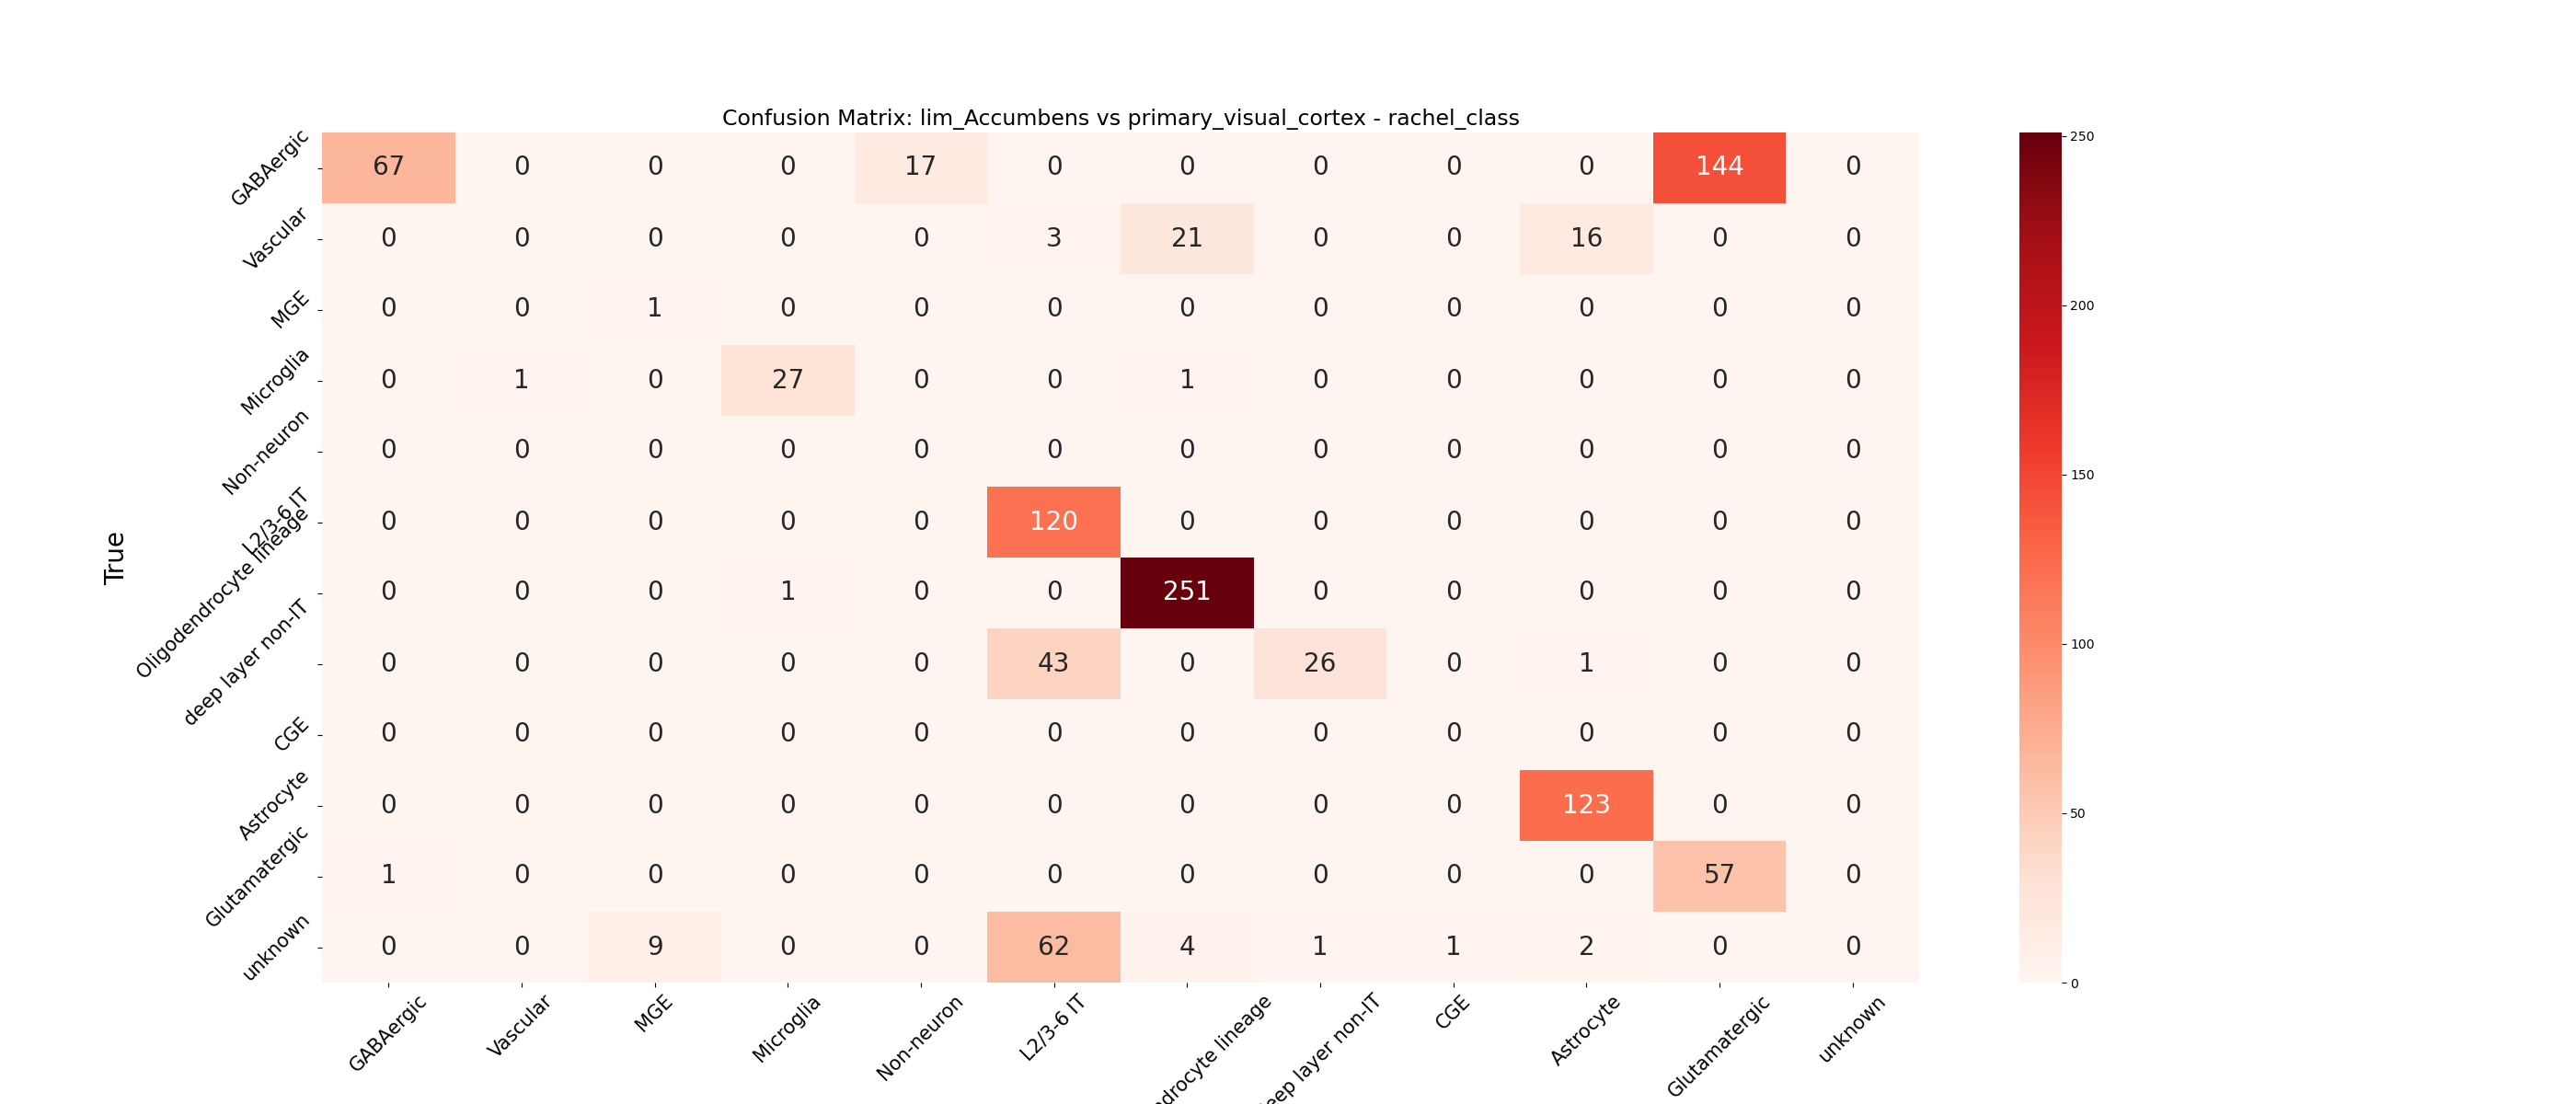 Confusion Matrix: lim_Accumbens vs primary_visual_cortex - rachel_class
GABAergic 67 0 0 0 17 0 0 0 0 0 144 0
Vascular 0 0 0 0 0 3 21 0 0 16 0 0
MGE 0 0 1 0 0 0 0 0 0 0 0 0
Microglia 0 1 0 27 0 0 1 0 0 0 0 0
Non-neuron 0 0 0 0 0 0 0 0 0 0 0 0
L2/3-6 IT 0 0 0 0 0 120 0 0 0 0 0 0
Oligodendrocyte lineage 0 0 0 1 0 0 251 0 0 0 0 0
deep layer non-IT 0 0 0 0 0 43 0 26 0 1 0 0
CGE 0 0 0 0 0 0 0 0 0 0 0 0
Astrocyte 0 0 0 0 0 0 0 0 0 123 0 0
Glutamatergic 1 0 0 0 0 0 0 0 0 0 57 0
unknown 0 0 9 0 0 62 4 1 1 2 0 0
True
GABAergic
Vascular
MGE
Microglia
Non-neuron
L2/3-6 IT
lineage
layer non-IT
CGE
Astrocyte
Glutamatergic
unknown
250
200
150
100
50
0